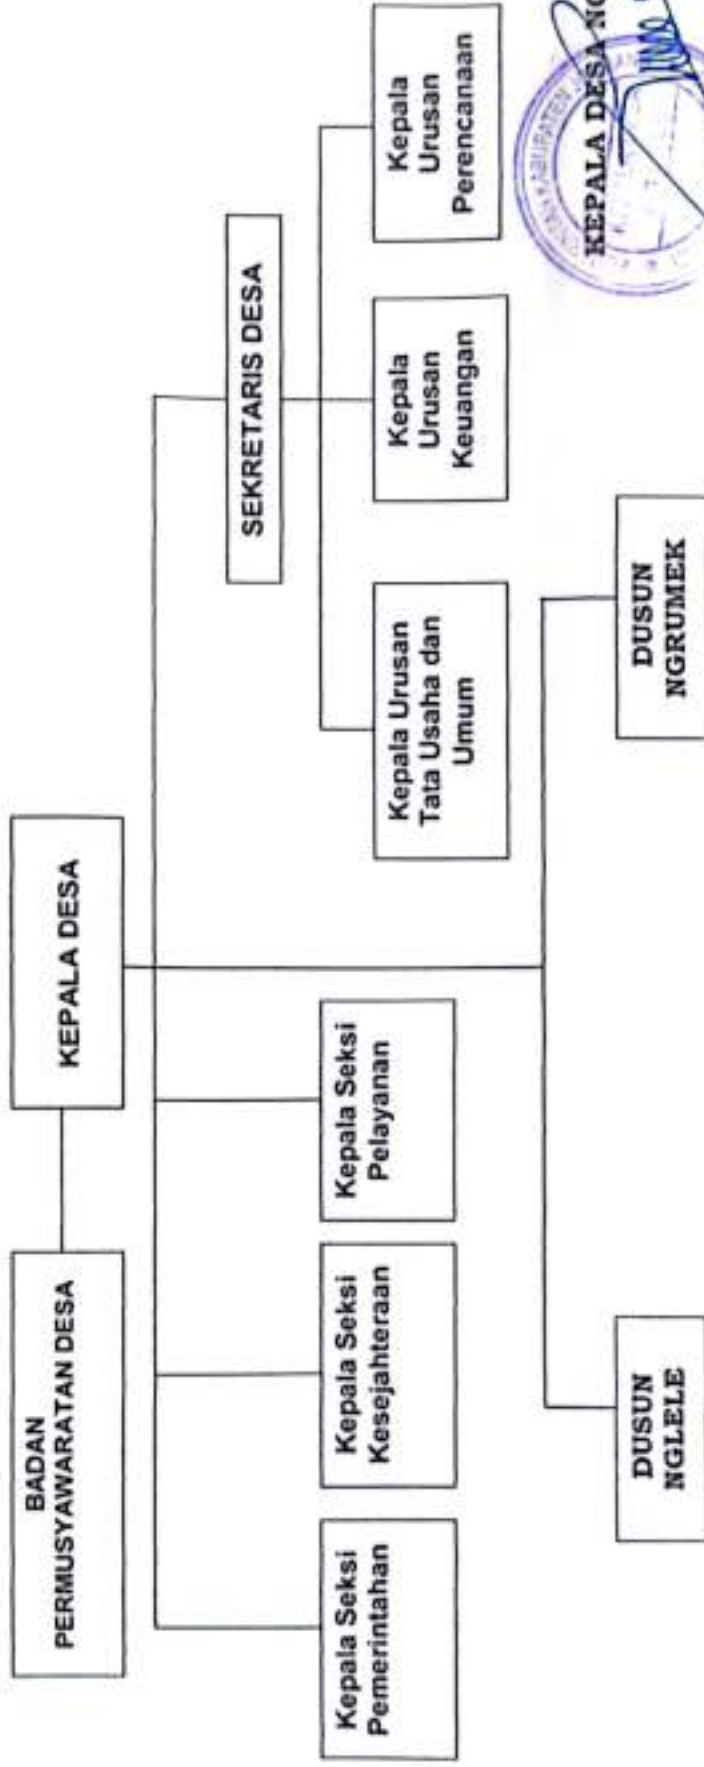 BADAN
PERMUSYAWARATAN DESA
KEPALA DESA
SEKRETARIS DESA
Kepala Seksi
Pemerintahan
Kepala Seksi
Kesejahteraan
Kepala Seksi
Pelayanan
Kepala Urusan
Tata Usaha dan
Umum
Kepala
Urusan
Keuangan
Kepala
Urusan
Perencanaan
DUSUN
NGLELE
DUSUN
NGRUMEK
KEPALA DESA
KABUPATEN